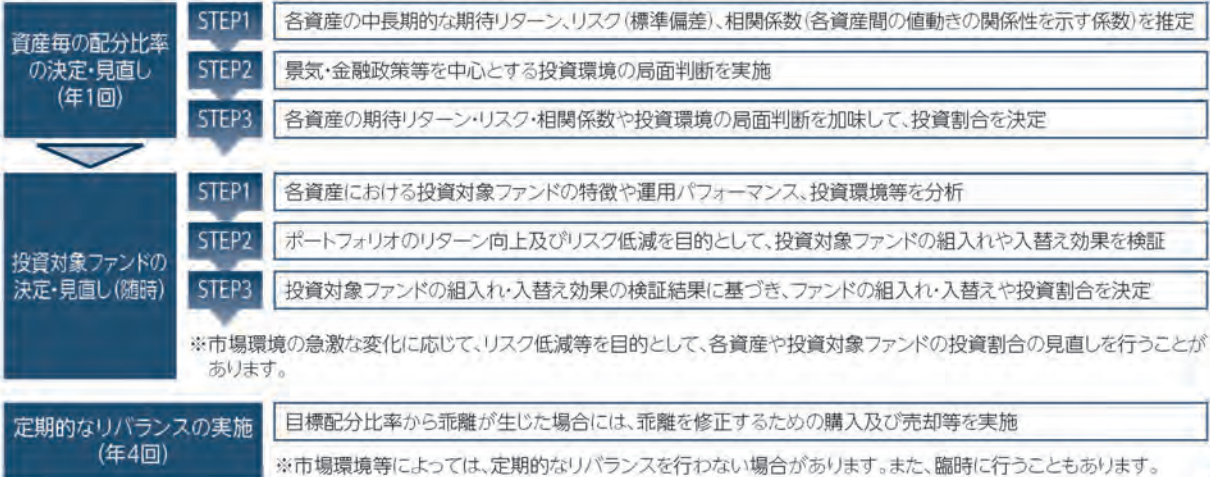 資産毎の配分比率
の決定・見直し
(年1回)
STEP1
各資産の中長期的な期待リターン、リスク(標準偏差)、相関係数(各資産間の値動きの関係性を示す係数)を推定
STEP2
景気・金融政策等を中心とする投資環境の局面判断を実施
STEP3
各資産の期待リターン・リスク・相関係数や投資環境の局面判断を加味して、投資割合を決定
投資対象ファンドの
決定・見直し(随時)
STEP1
各資産における投資対象ファンドの特徴や運用パフォーマンス、投資環境等を分析
STEP2
ポートフォリオのリターン向上及びリスク低減を目的として、投資対象ファンドの組入れや入替え効果を検証
STEP3
投資対象ファンドの組入れ・入替え効果の検証結果に基づき、ファンドの組入れ・入替えや投資割合を決定
※市場環境の急激な変化に応じて、リスク低減等を目的として、各資産や投資対象ファンドの投資割合の見直しを行うことが
あります。
定期的なリバランスの実施
(年4回)
目標配分比率から乖離が生じた場合には、乖離を修正するための購入及び売却等を実施
※市場環境等によっては、定期的なリバランスを行わない場合があります。また、臨時に行うこともあります。